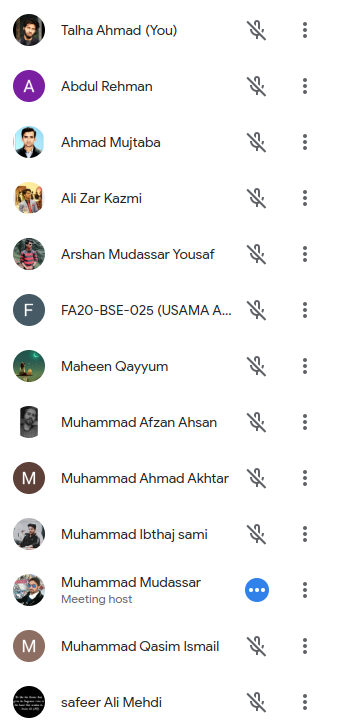 Talha Ahmad (You)
A
Abdul Rehman
Ahmad Mujtaba
Ali Zar Kazmi
Arshan Mudassar Yousaf
F
FA20-BSE-025 (USAMA A...
Maheen Qayyum
Muhammad Afzan Ahsan
M
Muhammad Ahmad Akhtar
Muhammad Ibthaj sami
Muhammad Mudassar
Meeting host
M
Muhammad Qasim Ismail
safeer Ali Mehdi